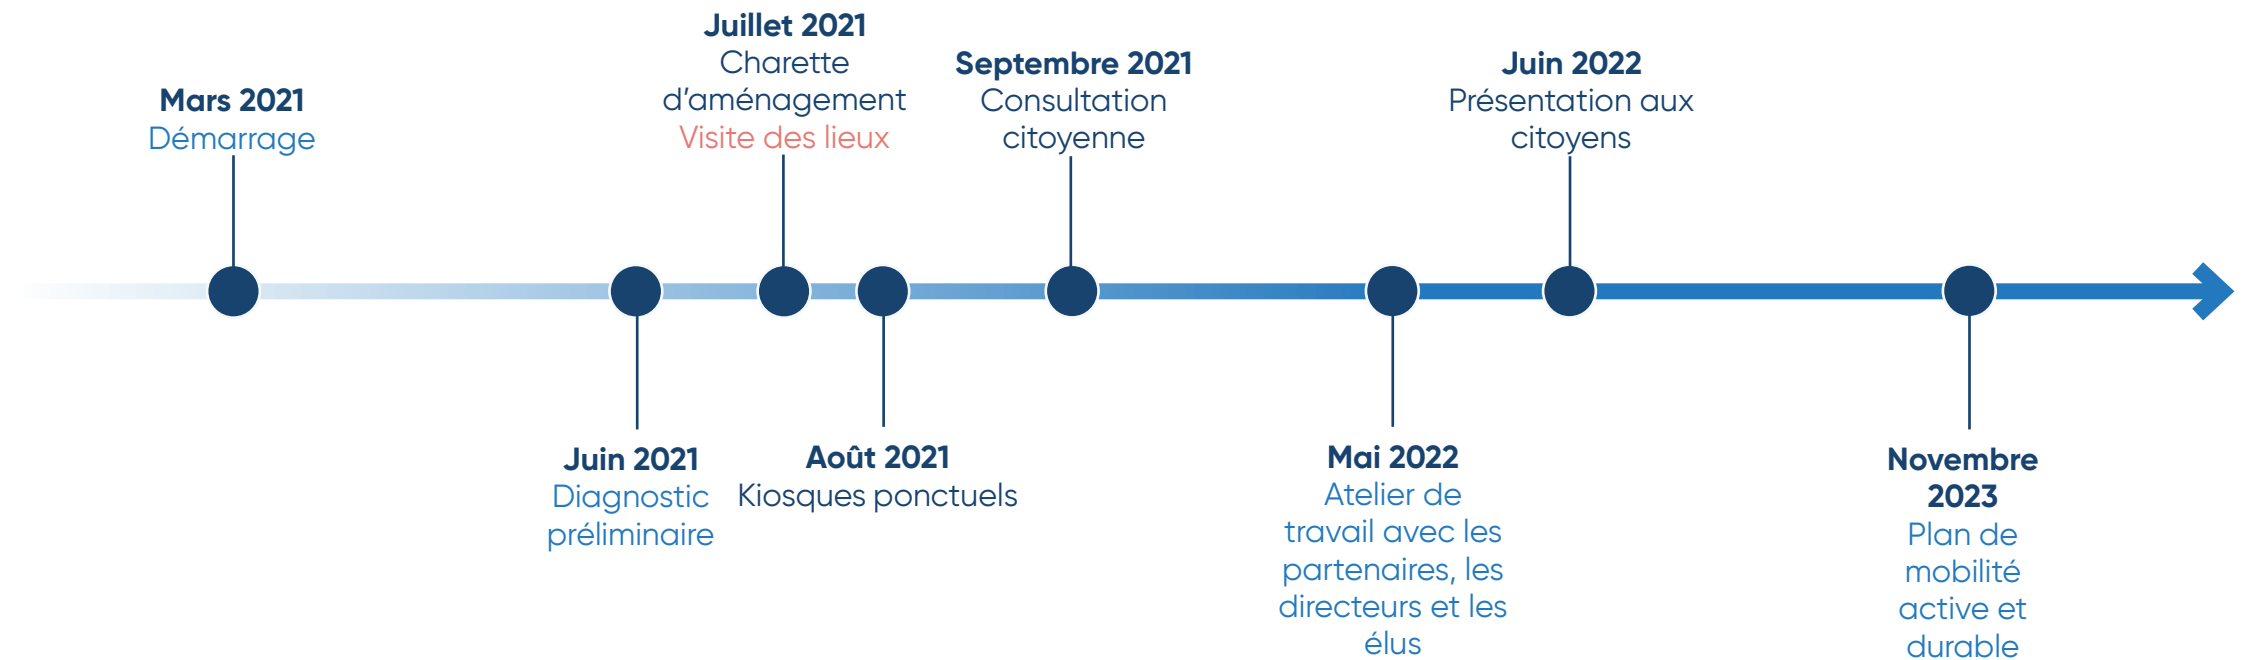 Mars 2021
Démarrage
Juin 2021
Diagnostic
préliminaire
Juillet 2021
Charette
d’aménagement
Visite des lieux
Août 2021
Kiosques ponctuels
Septembre 2021
Consultation
citoyenne
Mai 2022
Atelier de
travail avec les
partenaires, les
directeurs et les
élus
Juin 2022
Présentation aux
citoyens
Novembre
2023
Plan de
mobilité
active et
durable